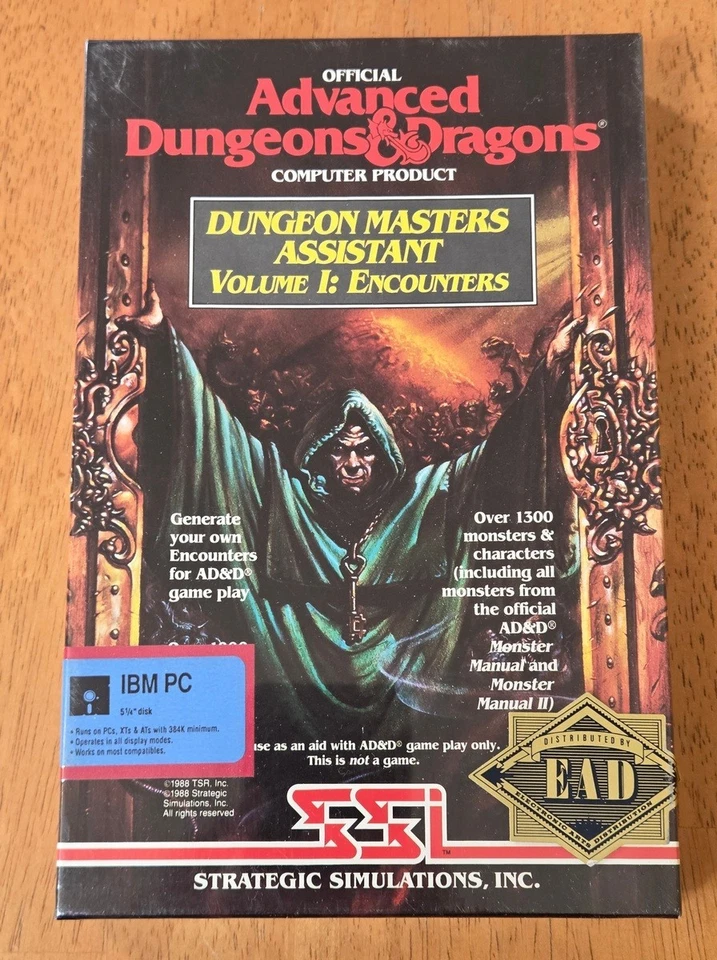 OFFICIAL
Advanced
Dungeons & Dragons®
COMPUTER PRODUCT
DUNGEON MASTERS
ASSISTANT
VOLUME I: ENCOUNTERS
Generate
your own
Encounters
for AD&D®
game play
Over 1300
monsters &
characters
(including all
monsters from
the official
AD&D®
Monster
Manual and
Monster
Manual II)
IBM PC
5¼" disk
• Runs on PCs, XTs & ATs with 384K minimum.
• Operates in all display modes.
• Works on most compatibles.
use as an aid with AD&D® game play only.
This is not a game.
©1988 TSR, Inc.
©1988 Strategic
Simulations, Inc.
All rights reserved
DISTRIBUTED BY
EAD
ELECTRONIC ARTS DISTRIBUTION
SSI™
STRATEGIC SIMULATIONS, INC.